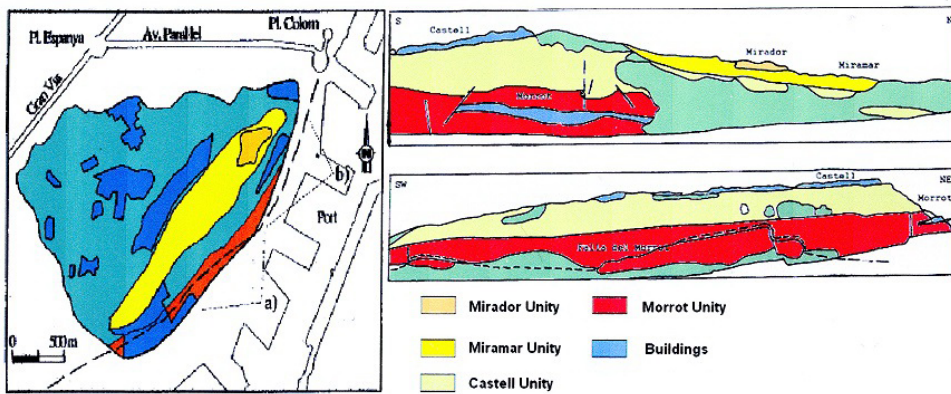 Pl. Espanya
Av. Paral·lel
Pl. Colom
Gran Via
N
b)
Port
a)
0 500 m
S
N
Castell
Mirador
Miramar
Morrot
SW
NE
Castell
Morrot
Mirador Unity
Morrot Unity
Miramar Unity
Buildings
Castell Unity